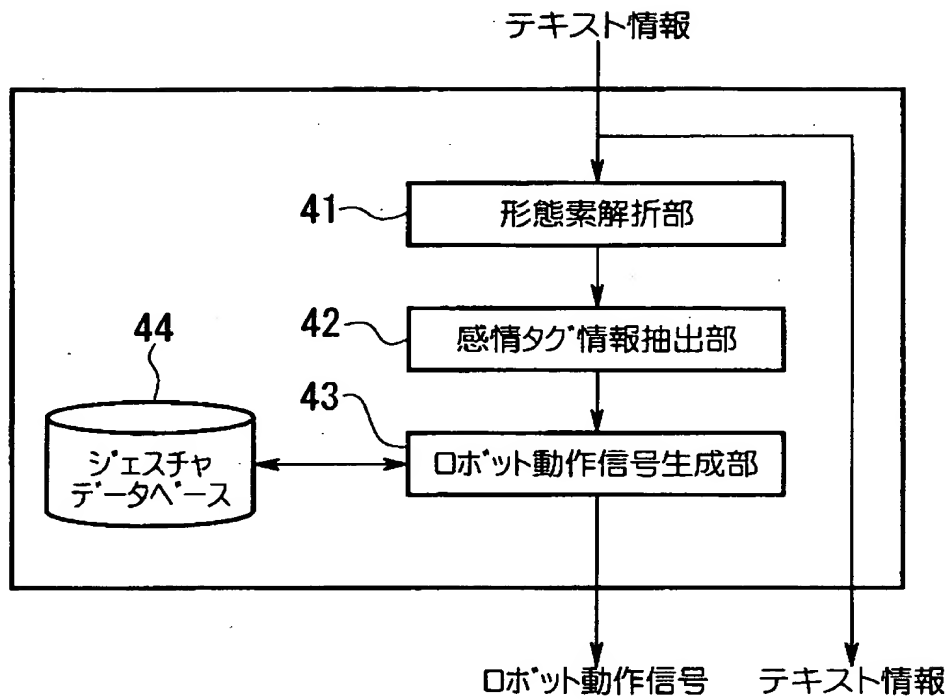 テキスト情報
41
形態素解折部
42
感情タグ情報抽出部
44
43
ジェスチャ
データベース
ロボット動作信号生成部
ロボット動作信号
テキスト情報